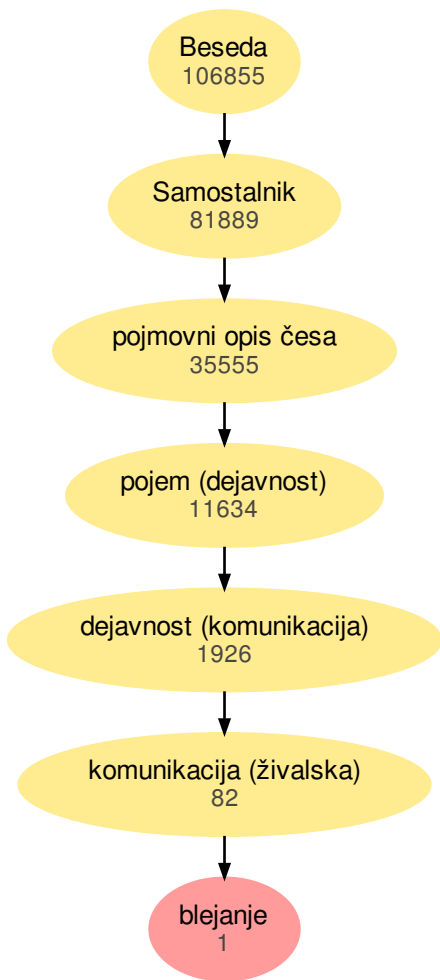 Beseda
106855
Samostalnik
81889
pojmovni opis česa
35555
pojem (dejavnost)
11634
dejavnost (komunikacija)
1926
komunikacija (živalska)
82
blejanje
1